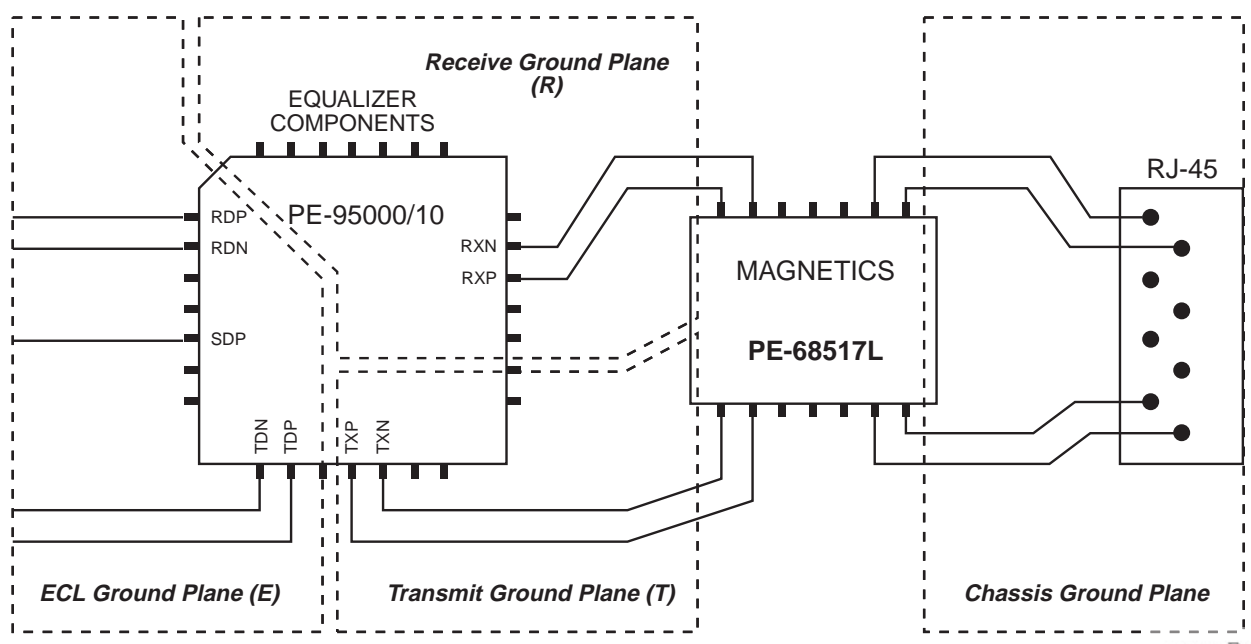 Receive Ground Plane
(R)
EQUALIZER
COMPONENTS
RJ-45
PE-95000/10
RDP
RDN
RXN
RXP
MAGNETICS
SDP
PE-68517L
TDN
TDP
TXP
TXN
ECL Ground Plane (E)
Transmit Ground Plane (T)
Chassis Ground Plane